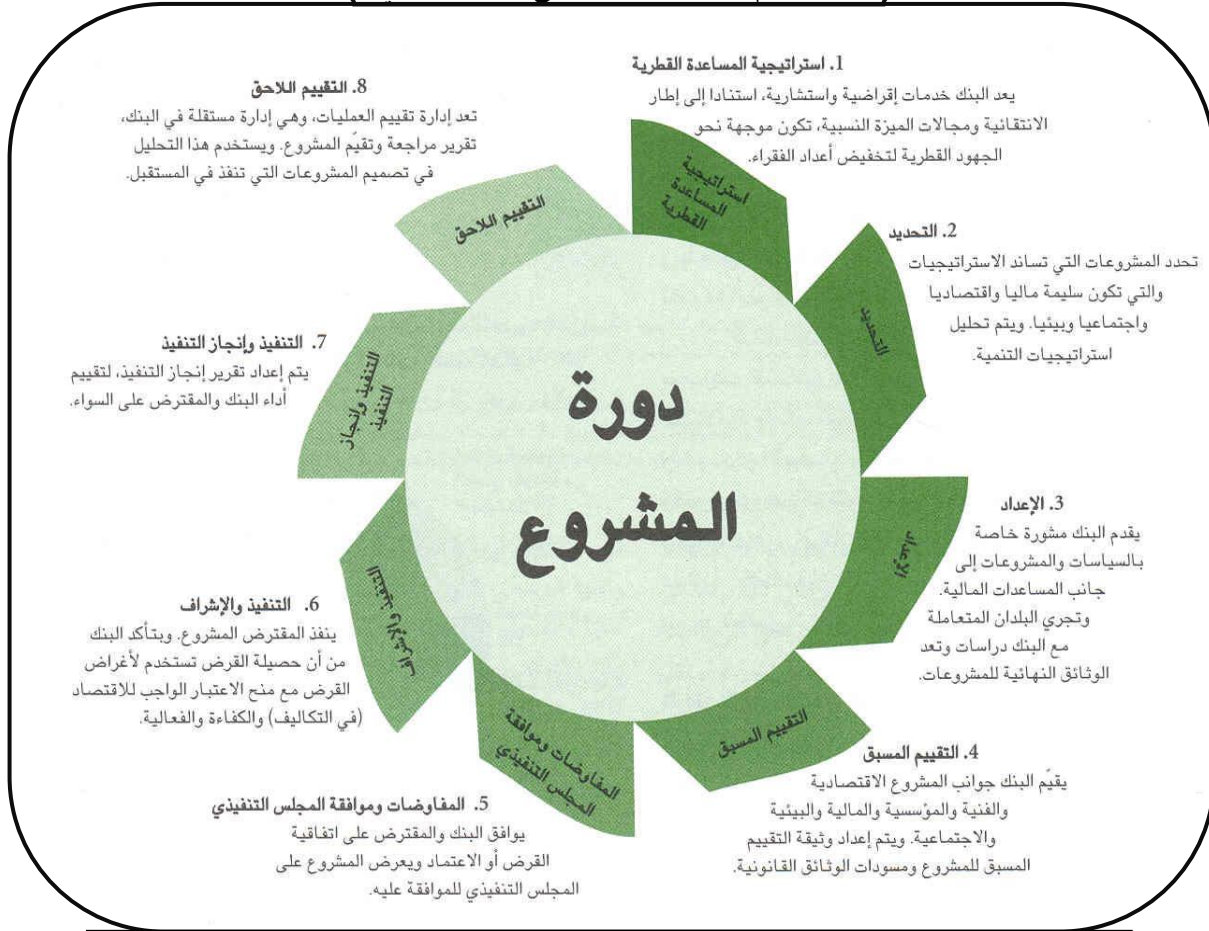 1. استراتيجية المساعدة القطرية
يعد البنك خدمات إقراضية واستشارية، استنادا إلى إطار
الانتقائية ومجالات الميزة النسبية، تكون موجهة نحو
الجهود القطرية لتخفيض أعداد الفقراء.
استراتيجية
المساعدة
القطرية
2. التحديد
تحدد المشروعات التي تساند الاستراتيجيات
والتي تكون سليمة ماليا واقتصاديا
واجتماعيا وبيئيا. ويتم تحليل
استراتيجيات التنمية.
التحديد
3. الإعداد
يقدم البنك مشورة خاصة
بالسياسات والمشروعات إلى
جانب المساعدات المالية.
وتجري البلدان المتعاملة
مع البنك دراسات وتعد
الوثائق النهائية للمشروعات.
الإعداد
4. التقييم المسبق
يقيّم البنك جوانب المشروع الاقتصادية
والفنية والمؤسسية والمالية والبيئية
والاجتماعية. ويتم إعداد وثيقة التقييم
المسبق للمشروع ومسودات الوثائق القانونية.
التقييم المسبق
5. المفاوضات وموافقة المجلس التنفيذي
يوافق البنك والمقترض على اتفاقية
القرض أو الاعتماد ويعرض المشروع على
المجلس التنفيذي للموافقة عليه.
المفاوضات وموافقة
المجلس التنفيذي
6. التنفيذ والإشراف
ينفذ المقترض المشروع. ويتأكد البنك
من أن حصيلة القرض تستخدم لأغراض
القرض مع منح الاعتبار الواجب للاقتصاد
(في التكاليف) والكفاءة والفعالية.
التنفيذ والإشراف
7. التنفيذ وإنجاز التنفيذ
يتم إعداد تقرير إنجاز التنفيذ، لتقييم
أداء البنك والمقترض على السواء.
التنفيذ وإنجاز
التنفيذ
8. التقييم اللاحق
تعد إدارة تقييم العمليات، وهي إدارة مستقلة في البنك،
تقرير مراجعة وتقيّم المشروع. ويستخدم هذا التحليل
في تصميم المشروعات التي تنفذ في المستقبل.
التقييم اللاحق
دورة
المشروع